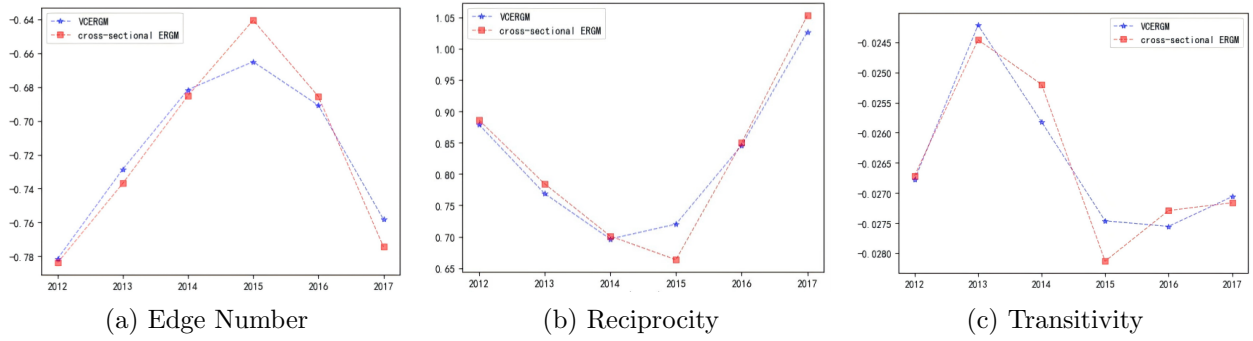 -0.64
-0.66
-0.68
-0.70
-0.72
-0.74
-0.76
-0.78
2012 2013 2014 2015 2016 2017
VCERGM
cross-sectional ERGM
(a) Edge Number
1.05
1.00
0.95
0.90
0.85
0.80
0.75
0.70
0.65
2012 2013 2014 2015 2016 2017
VCERGM
cross-sectional ERGM
(b) Reciprocity
-0.0245
-0.0250
-0.0255
-0.0260
-0.0265
-0.0270
-0.0275
-0.0280
2012 2013 2014 2015 2016 2017
VCERGM
cross-sectional ERGM
(c) Transitivity